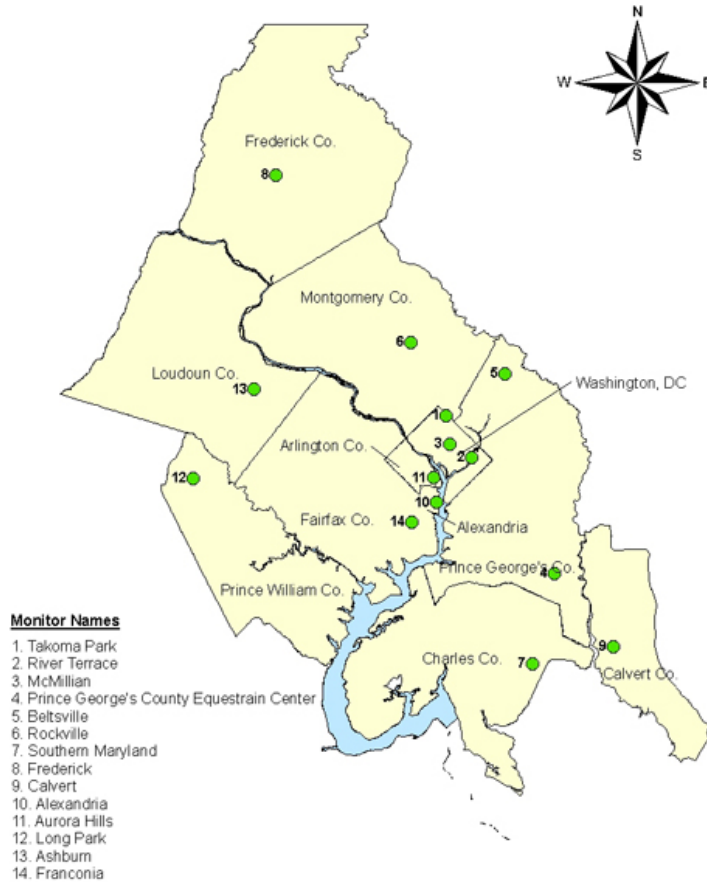 N
W
E
S
Frederick Co.
8
Montgomery Co.
6
Loudoun Co.
13
5
Washington, DC
1
3
2
Arlington Co.
11
12
10
Alexandria
Fairfax Co.
14
Prince George's Co.
4
Prince William Co.
9
Charles Co.
7
Calvert Co.
Monitor Names
1. Takoma Park
2. River Terrace
3. McMillian
4. Prince George's County Equestrain Center
5. Beltsville
6. Rockville
7. Southern Maryland
8. Frederick
9. Calvert
10. Alexandria
11. Aurora Hills
12. Long Park
13. Ashburn
14. Franconia